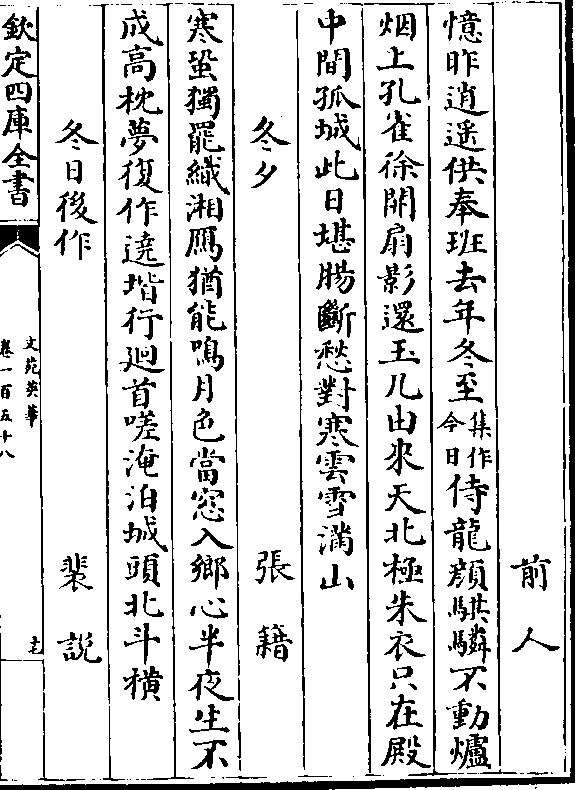 前人
憶昨逍遥供奉班去年冬至集作今日侍龍顔騏驎不動爐
烟上孔雀徐開扇影還玉几由來天北極朱衣只在殿
中間孤城此日堪腸斷愁對寒雲雪滿山
冬夕　張籍
寒蛩獨罷織湘鴈猶能鳴月色當窓入鄉心半夜生不
成高枕夢復作遶堦行廻首嗟淹泊城頭北斗橫
冬日後作　裴説
欽定四庫全書
文苑英華
卷一百五十八